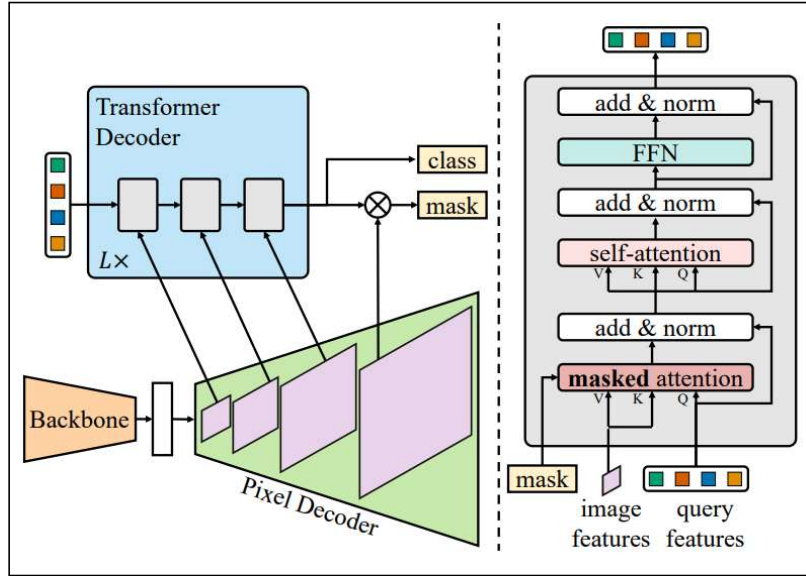 Transformer
Decoder
class
mask
L×
Backbone
Pixel Decoder
add & norm
FFN
add & norm
self-attention
V K Q
add & norm
masked attention
V K Q
mask
image
features
query
features